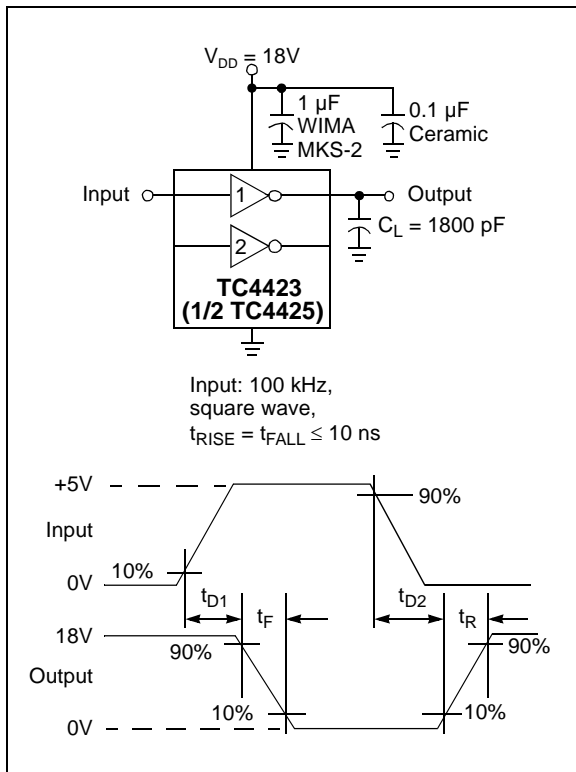 V_DD = 18V
1 µF
WIMA
MKS-2
0.1 µF
Ceramic
Input
1
Output
C_L = 1800 pF
2
TC4423
(1/2 TC4425)
Input: 100 kHz,
square wave,
t_RISE = t_FALL ≤ 10 ns
+5V
90%
Input
10%
0V
t_D1
t_F
t_D2
t_R
18V
90%
90%
Output
10%
10%
0V